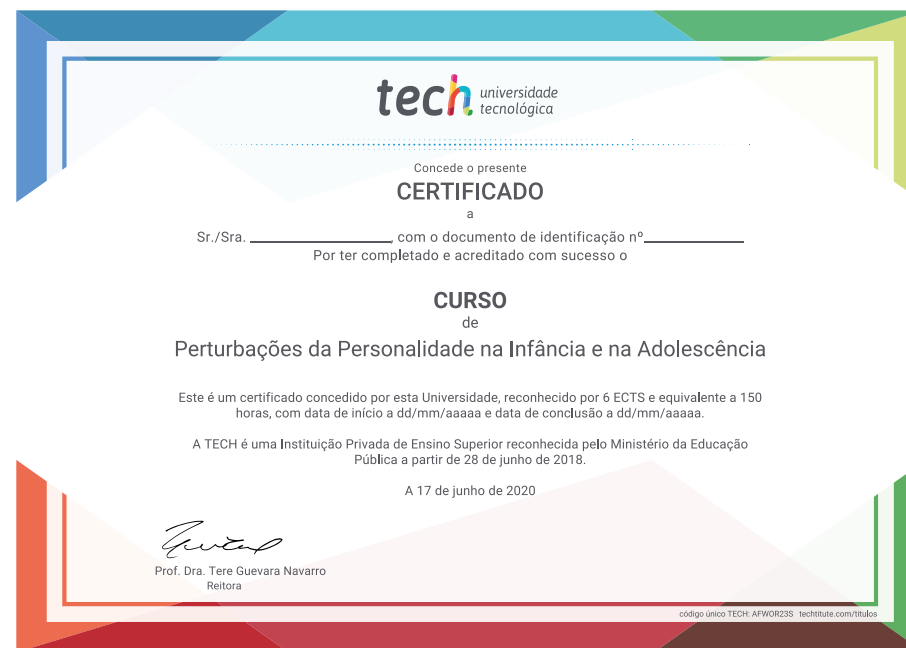 tech universidade
tecnológica
Concede o presente
CERTIFICADO
a
Sr./Sra. ____________________, com o documento de identificação nº______________
Por ter completado e acreditado com sucesso o
CURSO
de
Perturbações da Personalidade na Infância e na Adolescência
Este é um certificado concedido por esta Universidade, reconhecido por 6 ECTS e equivalente a 150
horas, com data de início a dd/mm/aaaaa e data de conclusão a dd/mm/aaaaa.
A TECH é uma Instituição Privada de Ensino Superior reconhecida pelo Ministério da Educação
Pública a partir de 28 de junho de 2018.
A 17 de junho de 2020
Prof. Dra. Tere Guevara Navarro
Reitora
código único TECH: AFWOR23S techtitute.com/titulos